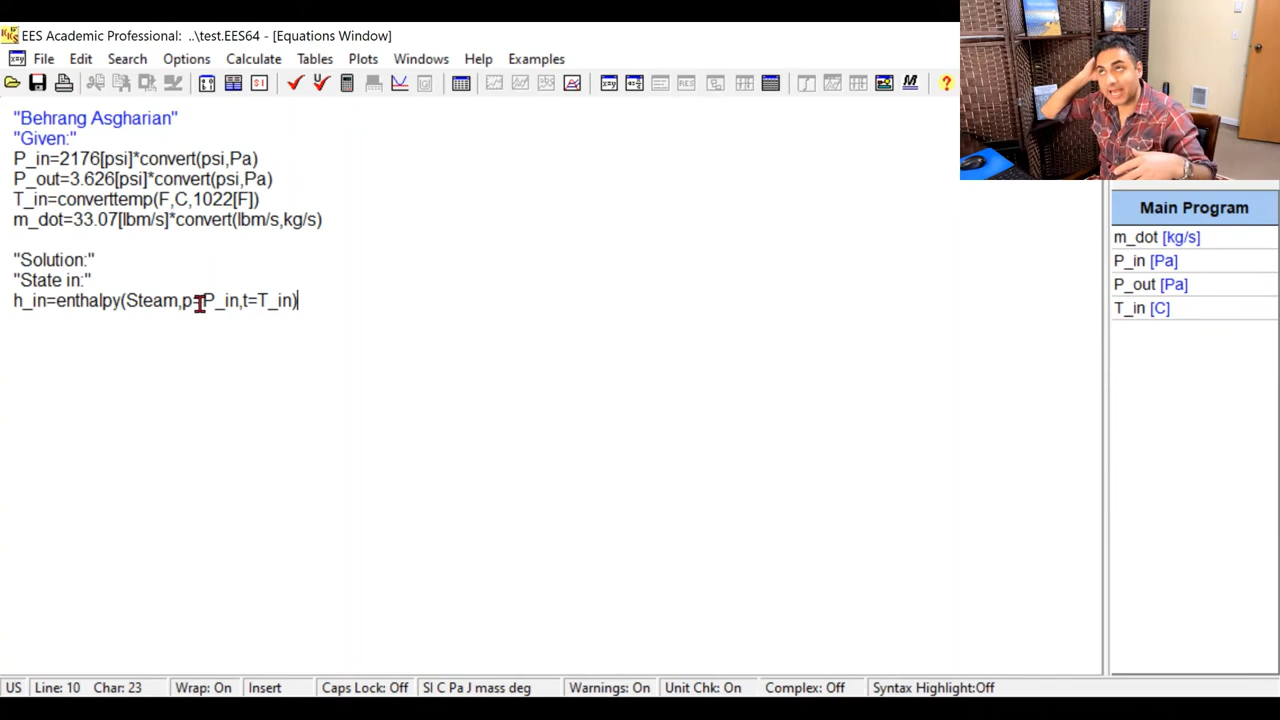 EES Academic Professional: ..\test.EES64 - [Equations Window]
File Edit Search Options Calculate Tables Plots Windows Help Examples
"Behrang Asgharian"
"Given:"
P_in=2176[psi]*convert(psi,Pa)
P_out=3.626[psi]*convert(psi,Pa)
T_in=converttemp(F,C,1022[F])
m_dot=33.07[lbm/s]*convert(lbm/s,kg/s)
"Solution:"
"State in:"
h_in=enthalpy(Steam,p=P_in,t=T_in)
Main Program
m_dot [kg/s]
P_in [Pa]
P_out [Pa]
T_in [C]
US Line: 10 Char: 23 Wrap: On Insert Caps Lock: Off SI C Pa J mass deg Warnings: On Unit Chk: On Complex: Off Syntax Highlight:Off